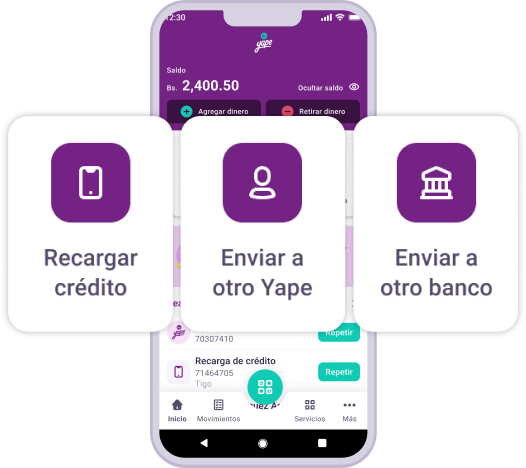 12:30
yape
Saldo
Bs. 2,400.50
Ocultar saldo
Agregar dinero
Retirar dinero
Recargar
crédito
Enviar a
otro Yape
Enviar a
otro banco
yape
70307410
Repetir
Recarga de crédito
71464705
Tigo
Repetir
Inicio
Movimientos
Servicios
Más